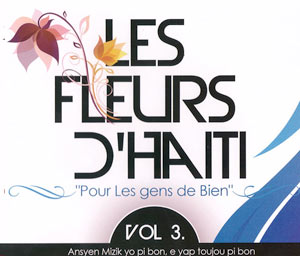 LES
FLEURS
D'HAITI
"Pour Les gens de Bien"
VOL 3.
Ansyen Mizik yo pi bon, e yap toujou pi bon